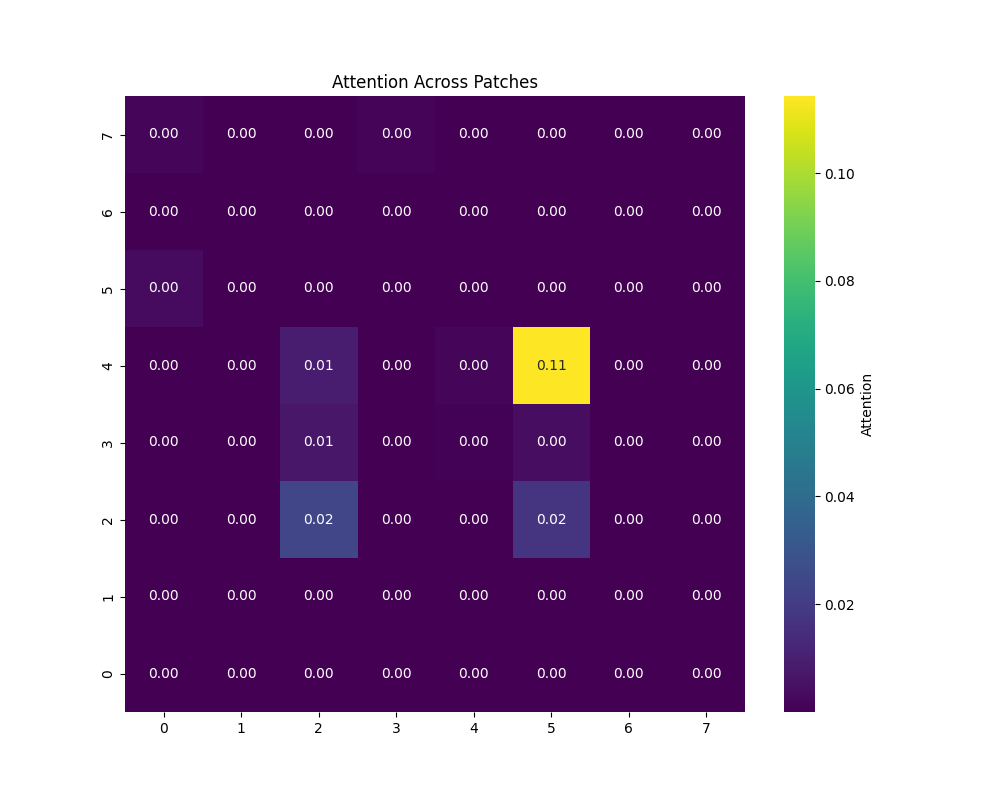 Attention Across Patches
7 0.00 0.00 0.00 0.00 0.00 0.00 0.00 0.00
6 0.00 0.00 0.00 0.00 0.00 0.00 0.00 0.00
5 0.00 0.00 0.00 0.00 0.00 0.00 0.00 0.00
4 0.00 0.00 0.01 0.00 0.00 0.11 0.00 0.00
3 0.00 0.00 0.01 0.00 0.00 0.00 0.00 0.00
2 0.00 0.00 0.02 0.00 0.00 0.02 0.00 0.00
1 0.00 0.00 0.00 0.00 0.00 0.00 0.00 0.00
0 0.00 0.00 0.00 0.00 0.00 0.00 0.00 0.00
0 1 2 3 4 5 6 7
0.10
0.08
0.06
0.04
0.02
Attention